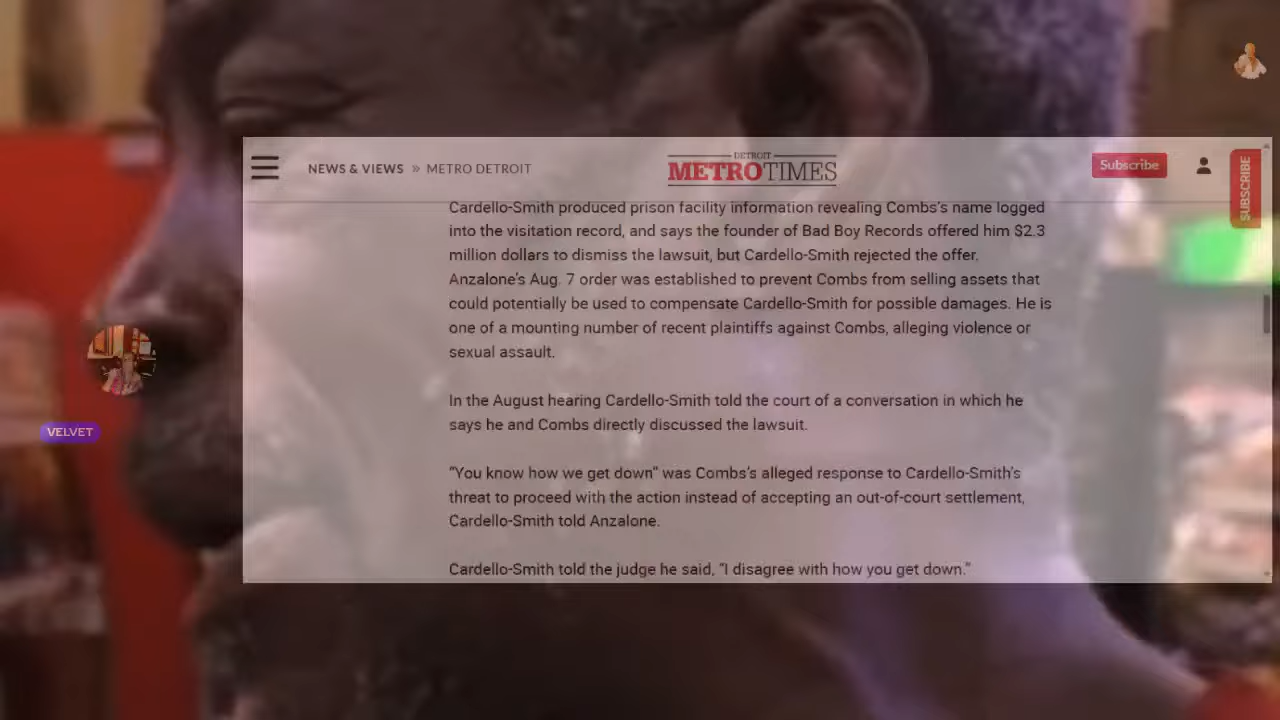 NEWS & VIEWS » METRO DETROIT
DETROIT
METROTIMES
Subscribe
SUBSCRIBE
Cardello-Smith produced prison facility information revealing Combs's name logged
into the visitation record, and says the founder of Bad Boy Records offered him $2.3
million dollars to dismiss the lawsuit, but Cardello-Smith rejected the offer.
Anzalone's Aug. 7 order was established to prevent Combs from selling assets that
could potentially be used to compensate Cardello-Smith for possible damages. He is
one of a mounting number of recent plaintiffs against Combs, alleging violence or
sexual assault.
In the August hearing Cardello-Smith told the court of a conversation in which he
says he and Combs directly discussed the lawsuit.
“You know how we get down” was Combs's alleged response to Cardello-Smith's
threat to proceed with the action instead of accepting an out-of-court settlement,
Cardello-Smith told Anzalone.
Cardello-Smith told the judge he said, “I disagree with how you get down.”
VELVET